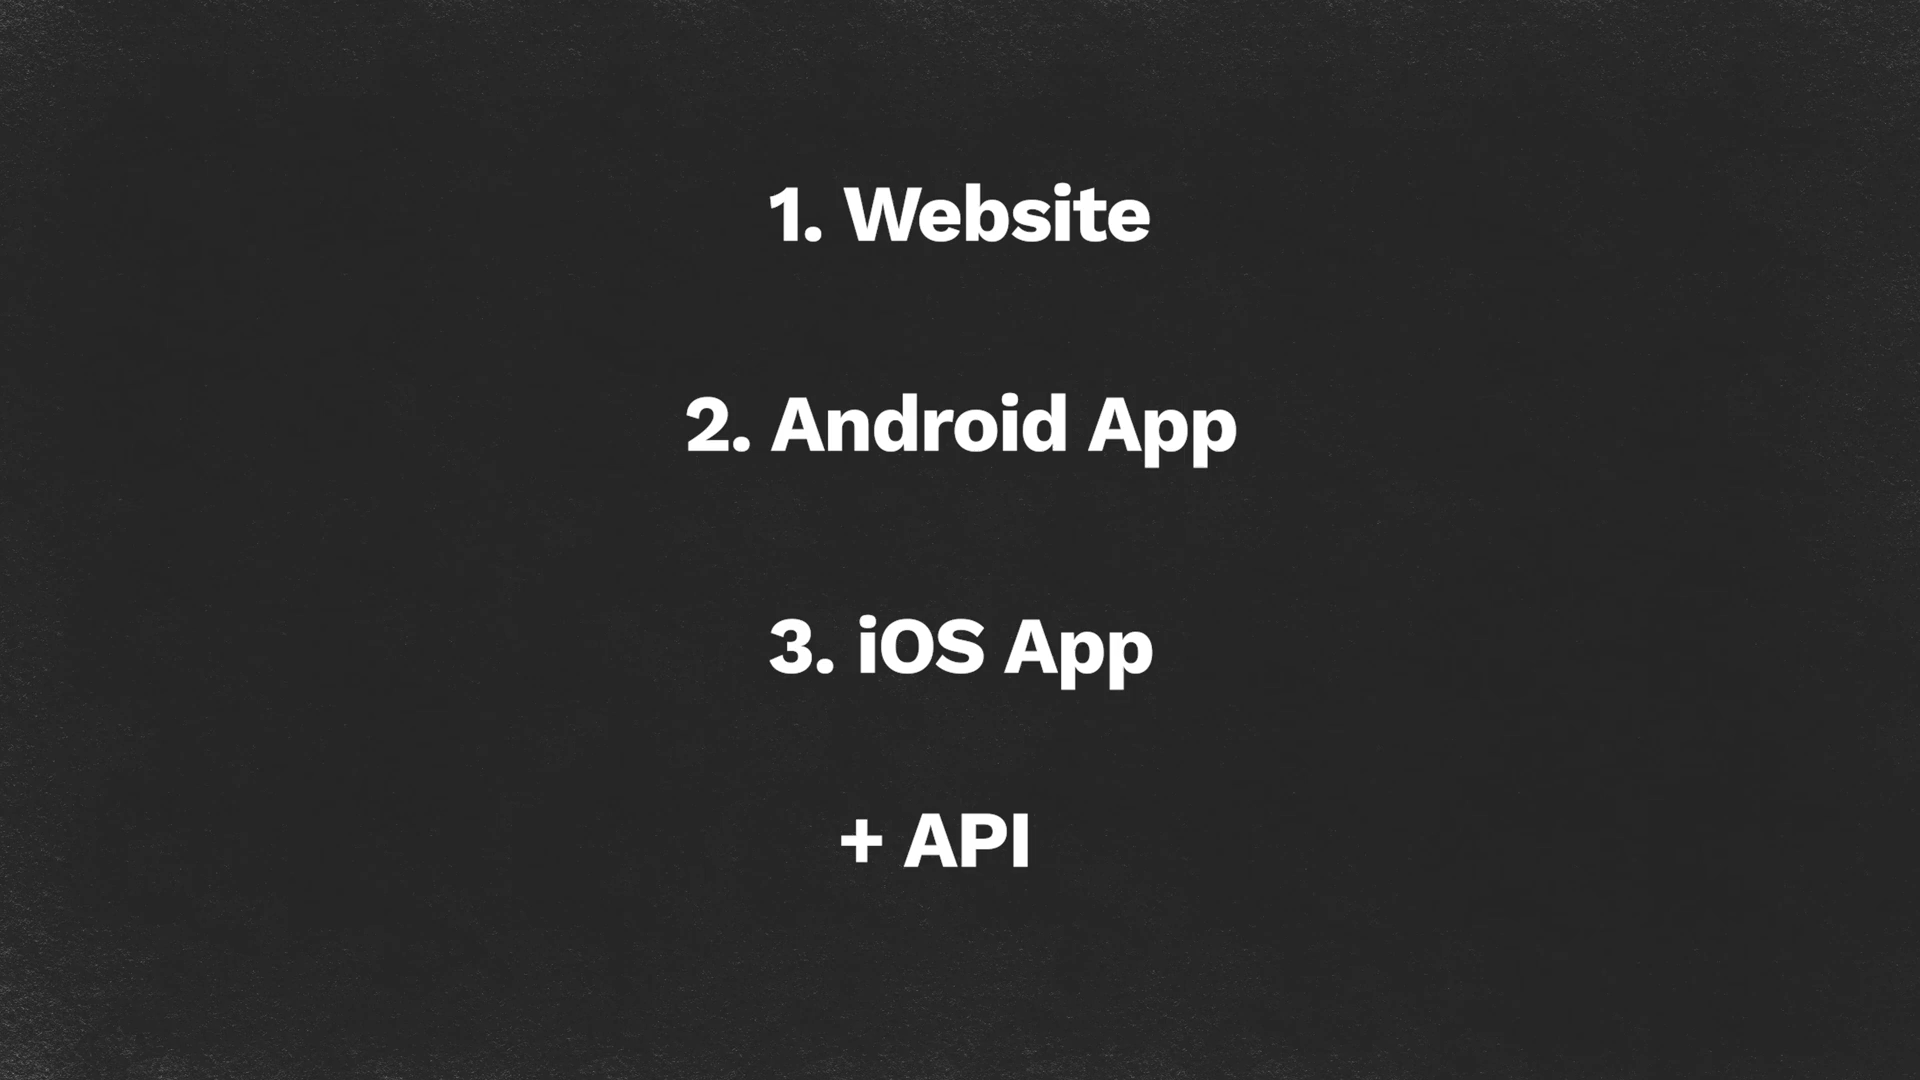 1. Website
2. Android App
3. iOS App
+ API